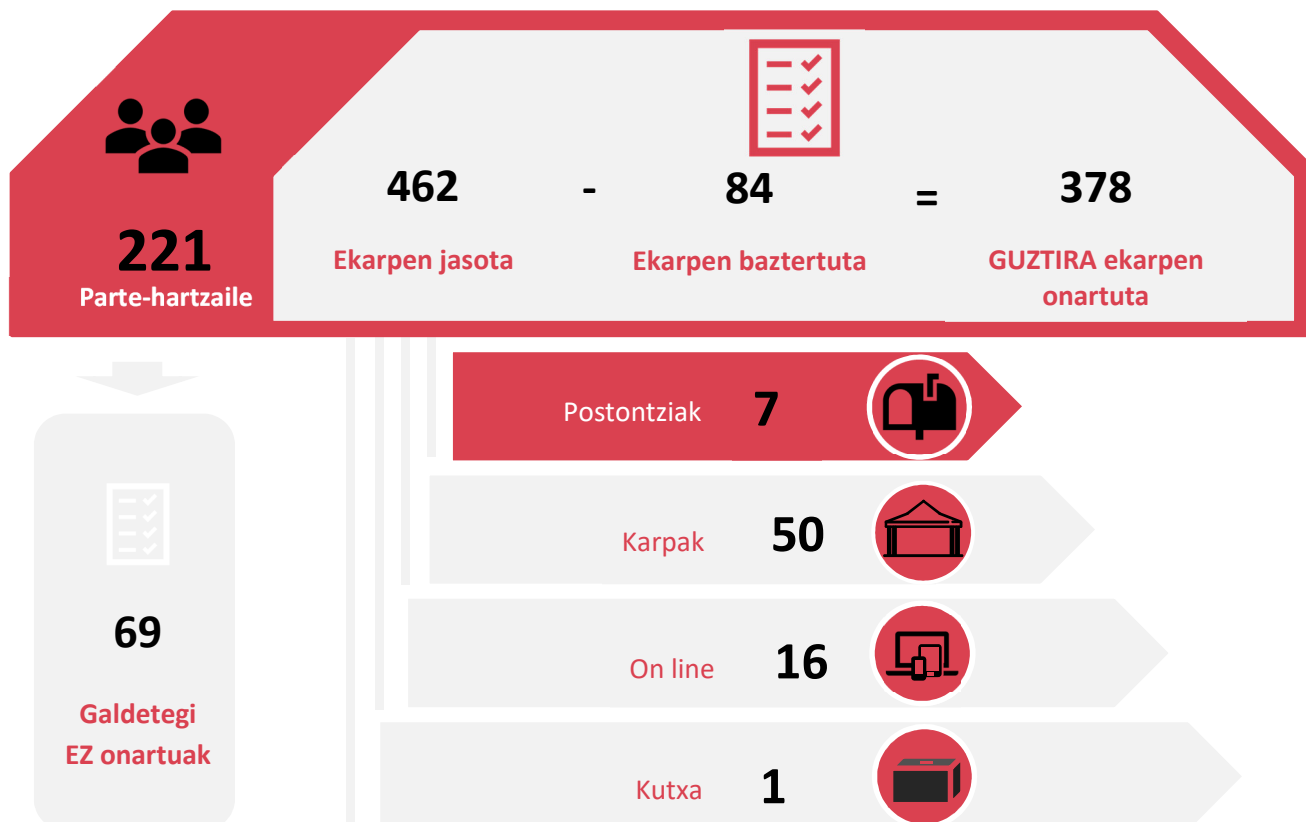 221
Parte-hartzaile
462 - 84 = 378
Ekarpen jasota
Ekarpen baztertuta
GUZTIRA ekarpen
onartuta
69
Galdetegi
EZ onartuak
Postontziak 7
Karpak 50
On line 16
Kutxa 1